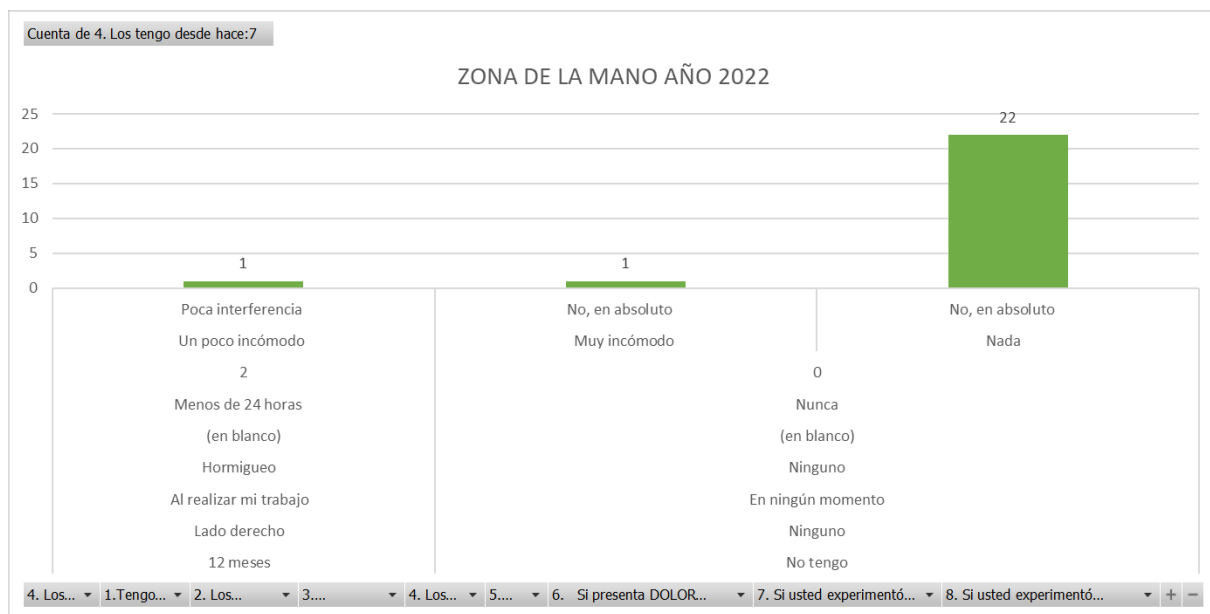 Cuenta de 4. Los tengo desde hace:7
ZONA DE LA MANO AÑO 2022
25
20
15
10
5
0
1
1
22
Poca interferencia No, en absoluto No, en absoluto
Un poco incómodo Muy incómodo Nada
2 0
Menos de 24 horas Nunca
(en blanco) (en blanco)
Hormigueo Ninguno
Al realizar mi trabajo En ningún momento
Lado derecho Ninguno
12 meses No tengo
4. Los... 1.Tengo... 2. Los... 3.... 4. Los... 5.... 6. Si presenta DOLOR... 7. Si usted experimentó... 8. Si usted experimentó... + −